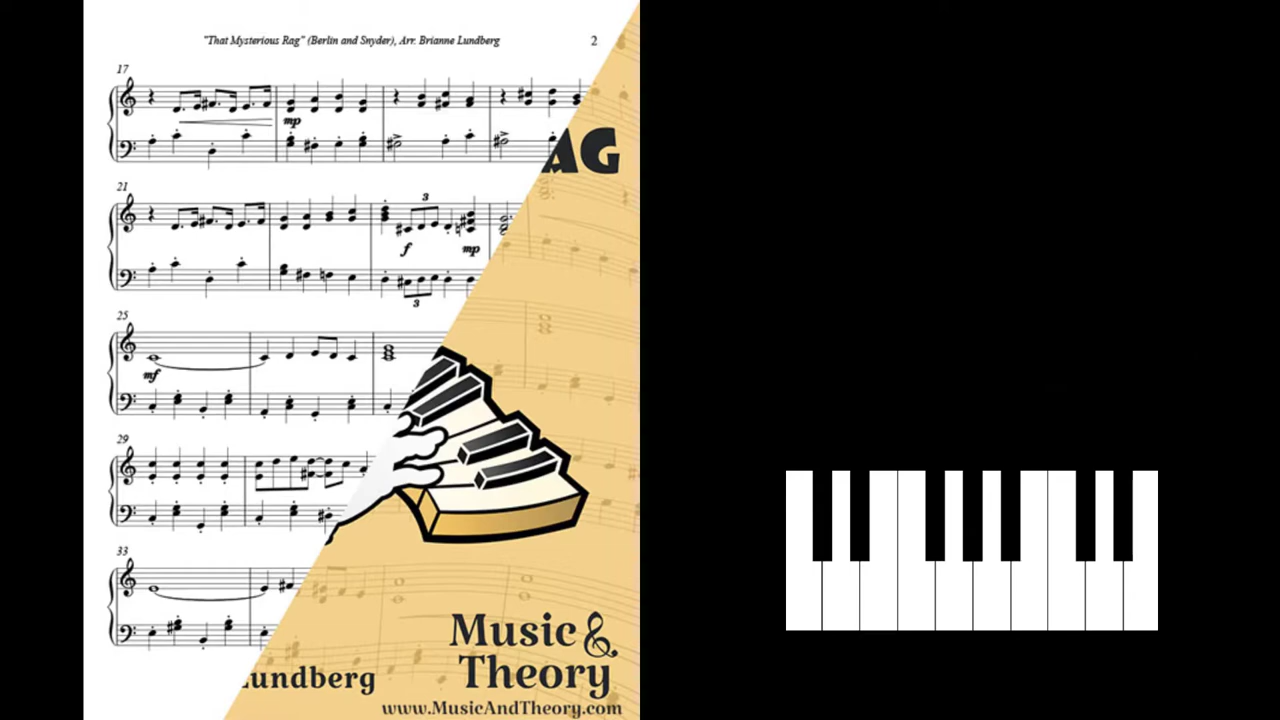 "That Mysterious Rag" (Berlin and Snyder), Arr. Brianne Lundberg
2
17
mp
AG
21
3
f
mp
3
25
mf
29
33
Music &
Theory
Lundberg
www.MusicAndTheory.com